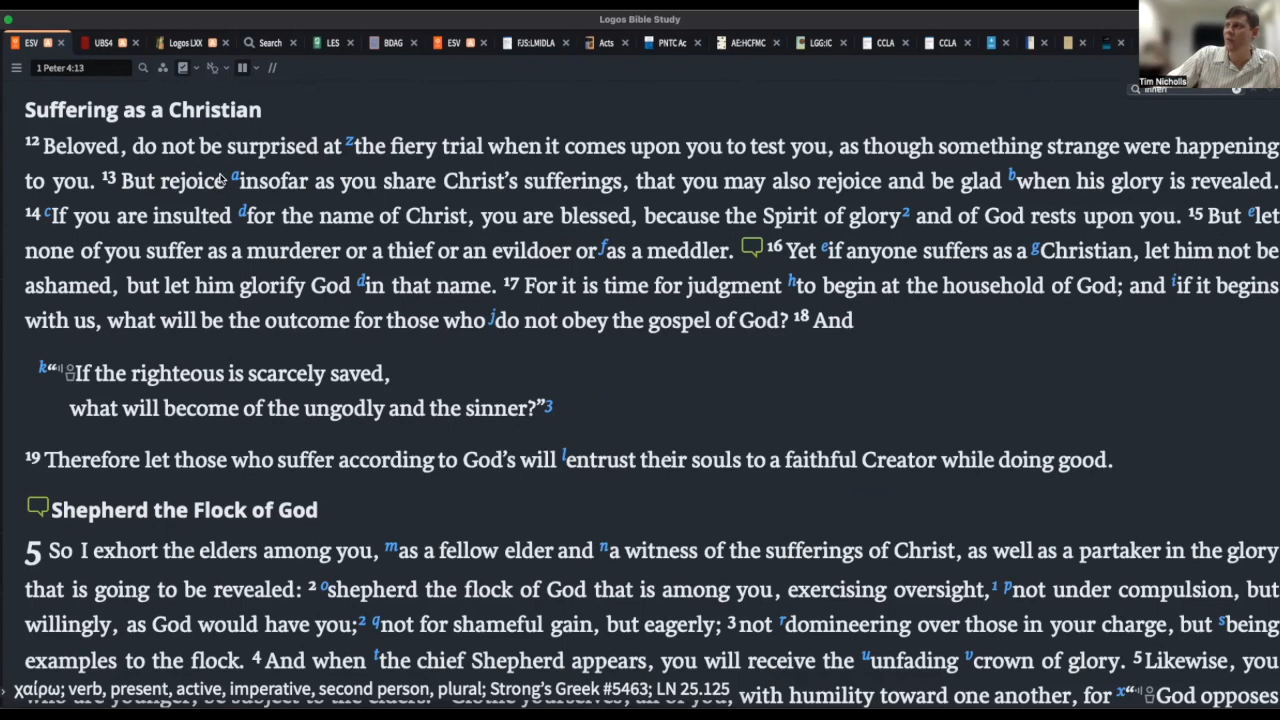 Logos Bible Study
ESV A × UBS4 A × Logos LXX A × Search × LES × BDAG × ESV A × FJS:LMIDLA × Acts × PNTC Ac × AE:HCFMC × LGG:IC × CCLA × CCLA ×
1 Peter 4:13
Tim Nicholls
Suffering as a Christian
12 Beloved, do not be surprised at z the fiery trial when it comes upon you to test you, as though something strange were happening
to you. 13 But rejoice a insofar as you share Christ’s sufferings, that you may also rejoice and be glad b when his glory is revealed.
14 c If you are insulted d for the name of Christ, you are blessed, because the Spirit of glory 2 and of God rests upon you. 15 But e let
none of you suffer as a murderer or a thief or an evildoer or f as a meddler. 16 Yet e if anyone suffers as a g Christian, let him not be
ashamed, but let him glorify God d in that name. 17 For it is time for judgment h to begin at the household of God; and i if it begins
with us, what will be the outcome for those who j do not obey the gospel of God? 18 And
k “If the righteous is scarcely saved,
what will become of the ungodly and the sinner?” 3
19 Therefore let those who suffer according to God’s will l entrust their souls to a faithful Creator while doing good.
Shepherd the Flock of God
5 So I exhort the elders among you, m as a fellow elder and n a witness of the sufferings of Christ, as well as a partaker in the glory
that is going to be revealed: 2 o shepherd the flock of God that is among you, exercising oversight, 1 p not under compulsion, but
willingly, as God would have you; 2 q not for shameful gain, but eagerly; 3 not r domineering over those in your charge, but s being
examples to the flock. 4 And when t the chief Shepherd appears, you will receive the u unfading v crown of glory. 5 Likewise, you
with humility toward one another, for x “God opposes
χαίρω; verb, present, active, imperative, second person, plural; Strong’s Greek #5463; LN 25.125